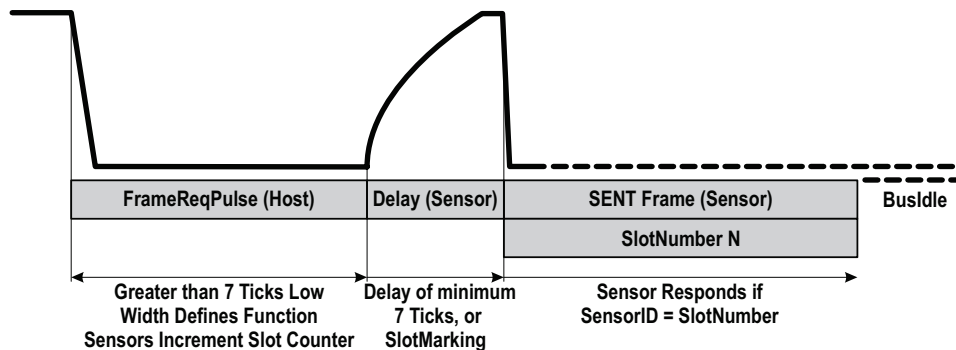 FrameReqPulse (Host)
Delay (Sensor)
SENT Frame (Sensor)
BusIdle
SlotNumber N
Greater than 7 Ticks Low
Width Defines Function
Sensors Increment Slot Counter
Delay of minimum
7 Ticks, or
SlotMarking
Sensor Responds if
SensorID = SlotNumber